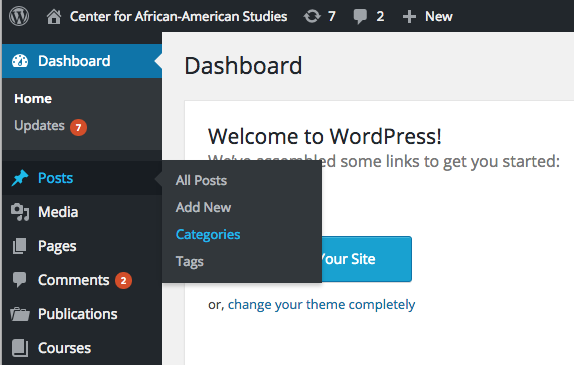 Center for African-American Studies 7 2 + New
Dashboard
Home
Updates 7
Posts
Media
Pages
Comments 2
Publications
Courses
All Posts
Add New
Categories
Tags
Dashboard
Welcome to WordPress!
We've assembled some links to get you started:
Your Site
or, change your theme completely